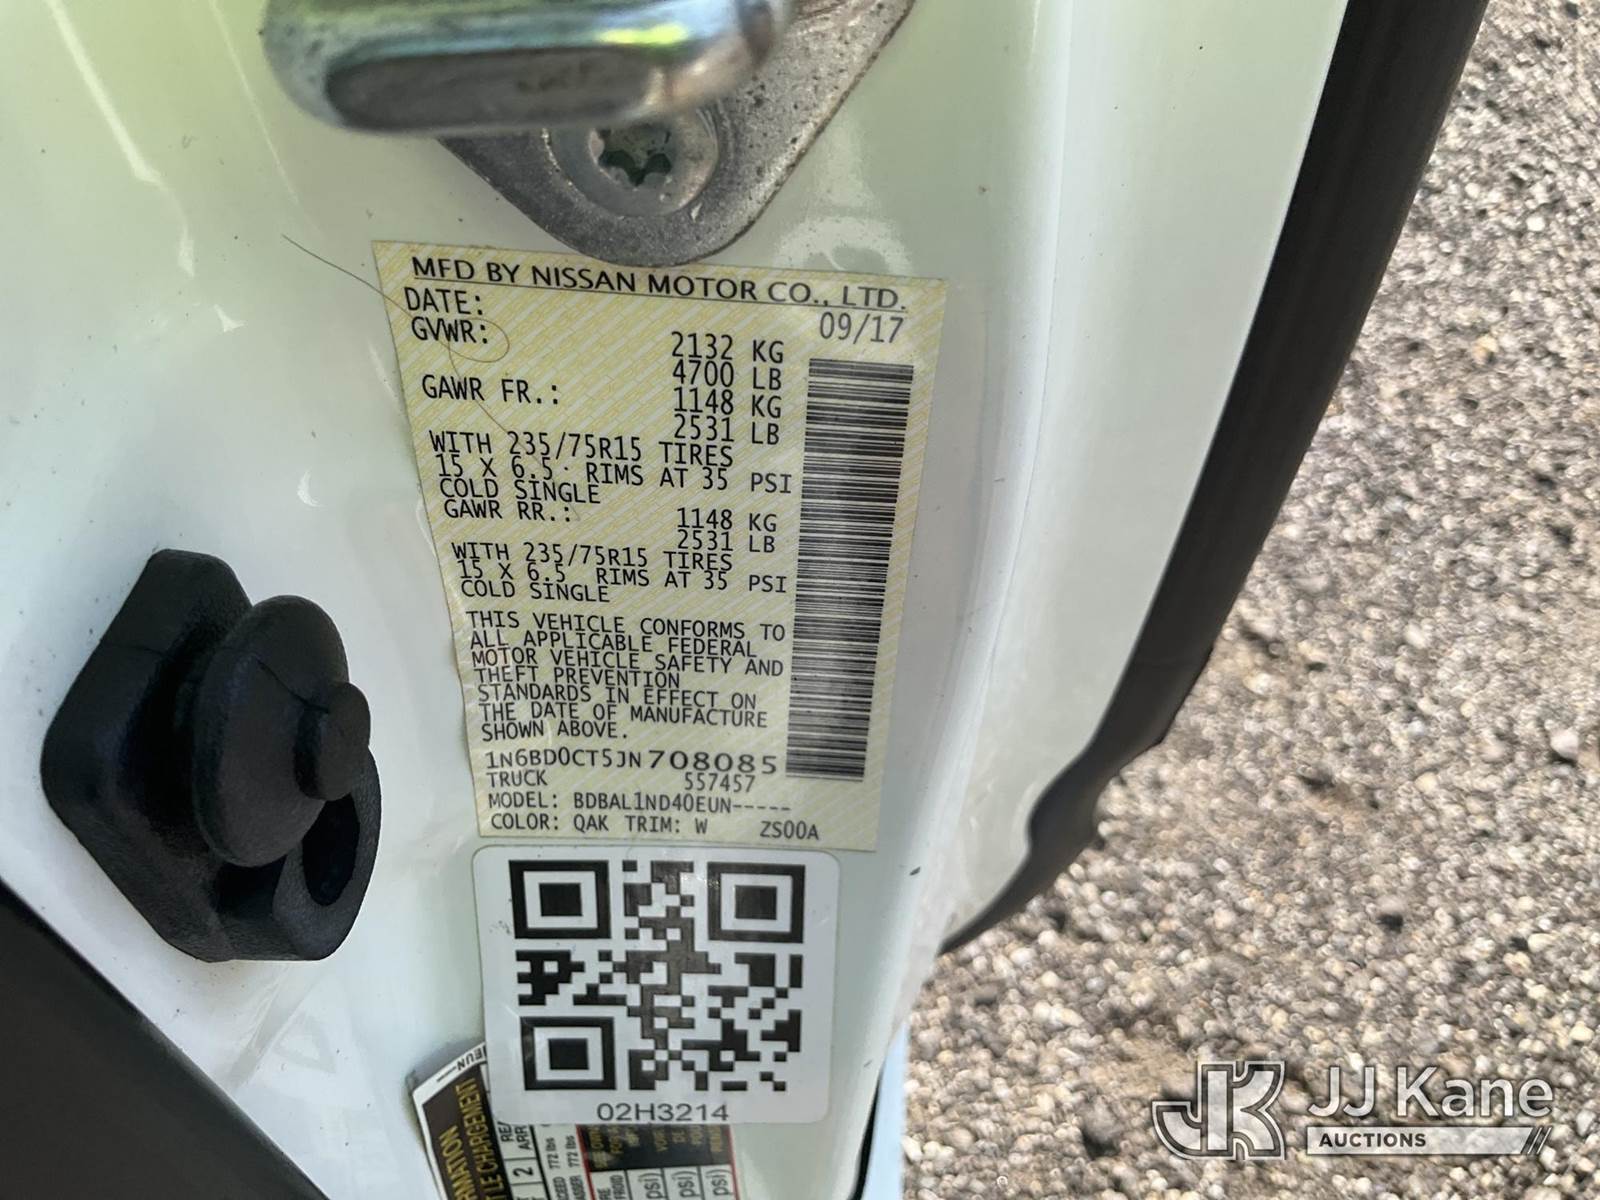 MFD BY NISSAN MOTOR CO., LTD.
DATE: 09/17
GVWR: 2132 KG
4700 LB
GAWR FR.: 1148 KG
2531 LB
WITH 235/75R15 TIRES
15 X 6.5 RIMS AT 35 PSI
COLD SINGLE
GAWR RR.: 1148 KG
2531 LB
WITH 235/75R15 TIRES
15 X 6.5 RIMS AT 35 PSI
COLD SINGLE
THIS VEHICLE CONFORMS TO
ALL APPLICABLE FEDERAL
MOTOR VEHICLE SAFETY AND
THEFT PREVENTION
STANDARDS IN EFFECT ON
THE DATE OF MANUFACTURE
SHOWN ABOVE.
1N6BD0CT5JN708085
TRUCK 557457
MODEL: BDBAL1ND40EUN-----
COLOR: QAK TRIM: W ZS00A
02H3214
JJ Kane
AUCTIONS